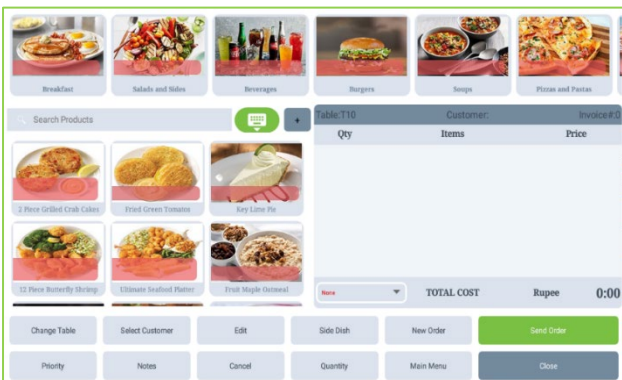 Breakfast
Salads and Sides
Beverages
Burgers
Soups
Pizzas and Pastas
Search Products
+
Table:T10 Customer: Invoice#:0
Qty Items Price
2 Piece Grilled Crab Cakes
Fried Green Tomatos
Key Lime Pie
12 Piece Butterfly Shrimp
Ultimate Seafood Platter
Fruit Maple Oatmeal
None TOTAL COST Rupee 0:00
Change Table
Select Customer
Edit
Side Dish
New Order
Send Order
Priority
Notes
Cancel
Quantity
Main Menu
Close